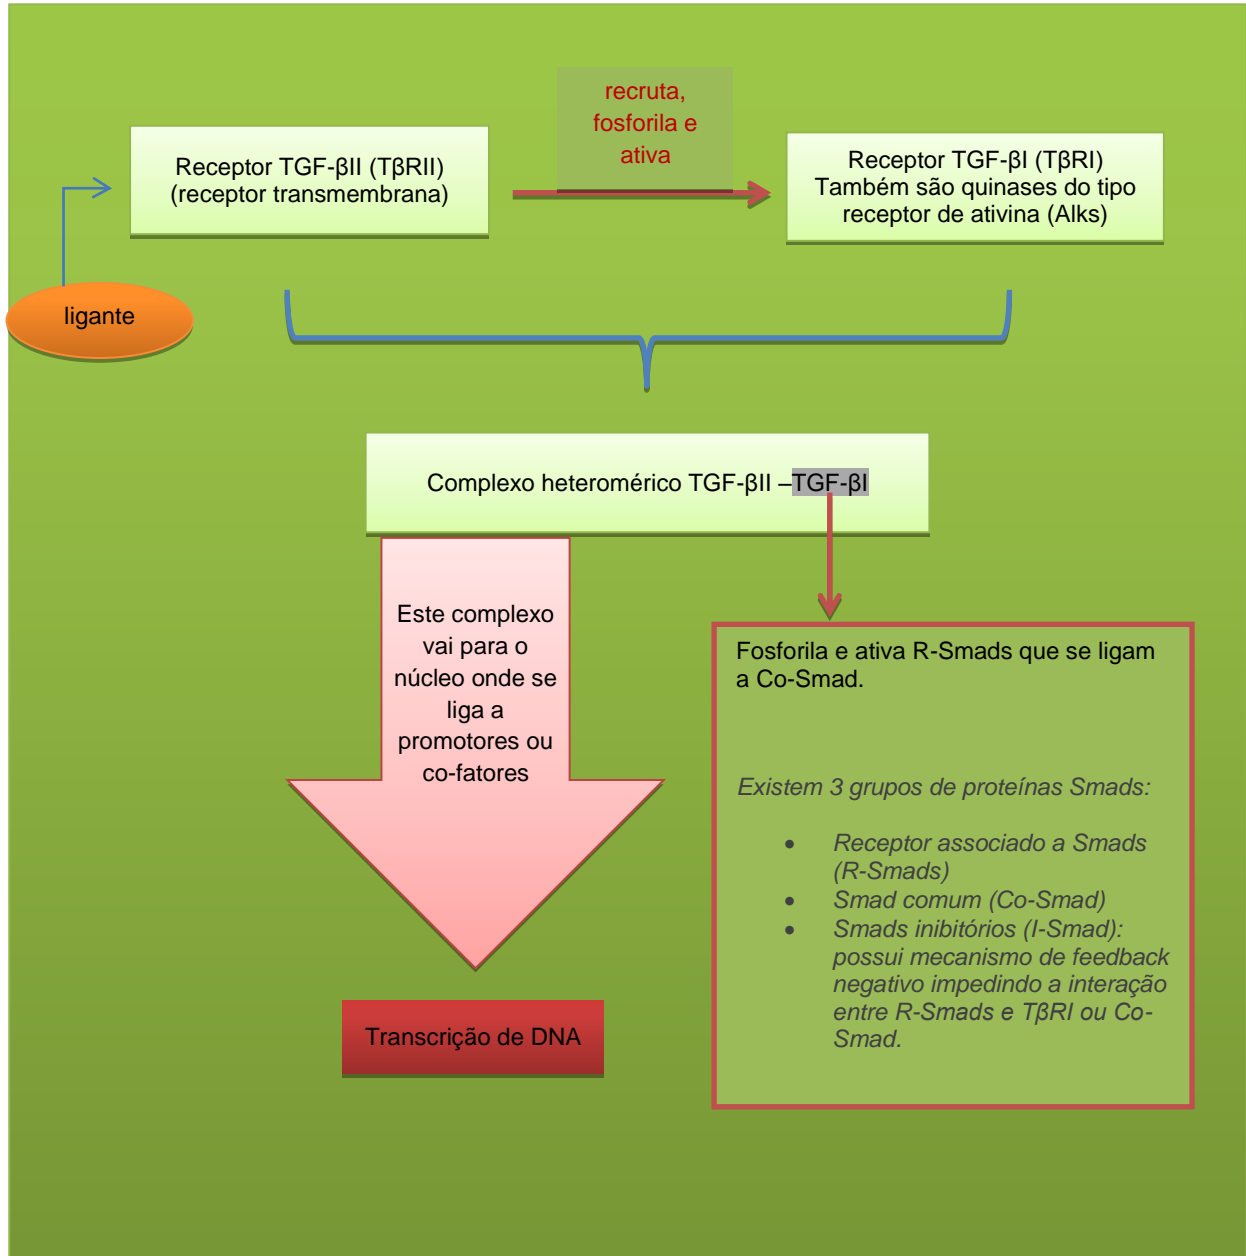 recruta,
fosforila e
ativa
Receptor TGF-βII (TβRII)
(receptor transmembrana)
Receptor TGF-βI (TβRI)
Também são quinases do tipo
receptor de ativina (Alks)
ligante
Complexo heteromérico TGF-βII –TGF-βI
Este complexo
vai para o
núcleo onde se
liga a
promotores ou
co-fatores
Fosforila e ativa R-Smads que se ligam
a Co-Smad.
Existem 3 grupos de proteínas Smads:
• Receptor associado a Smads
(R-Smads)
• Smad comum (Co-Smad)
• Smads inibitórios (I-Smad):
possui mecanismo de feedback
negativo impedindo a interação
entre R-Smads e TβRI ou Co-
Smad.
Transcrição de DNA